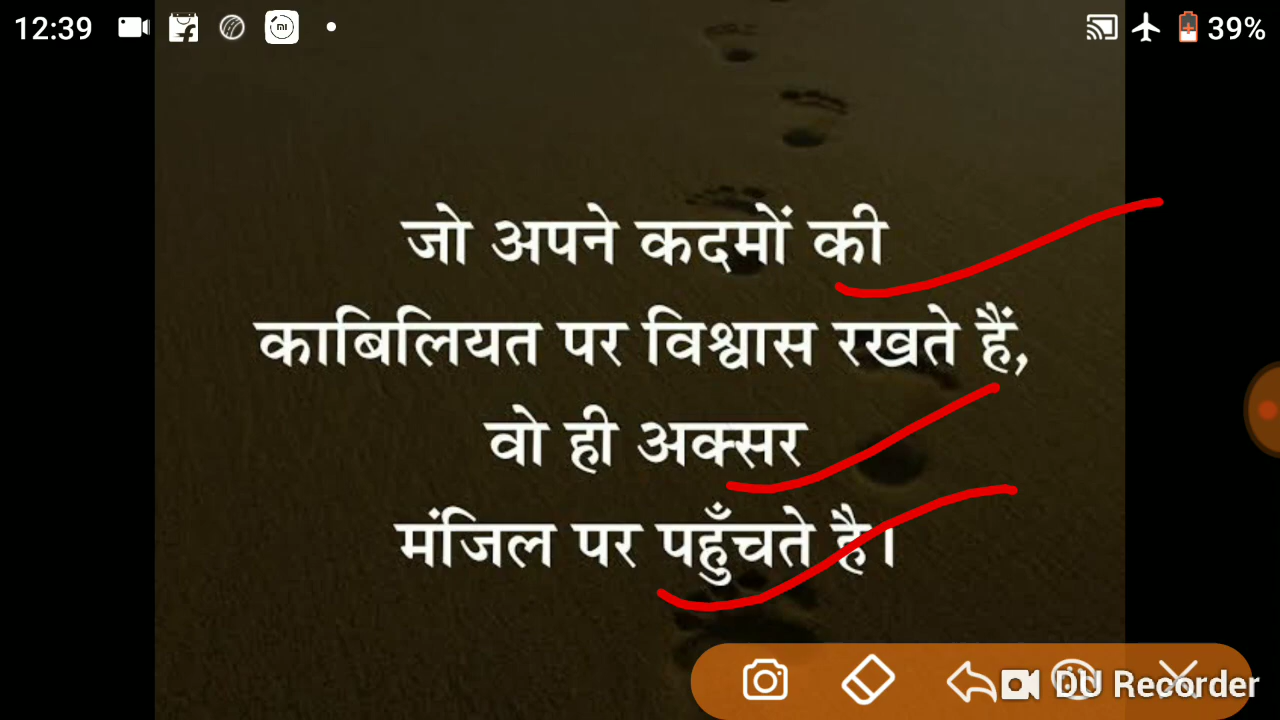 12:39
39%
जो अपने कदमों की
काबिलियत पर विश्वास रखते हैं,
वो ही अक्सर
मंजिल पर पहुँचते है।
DU Recorder